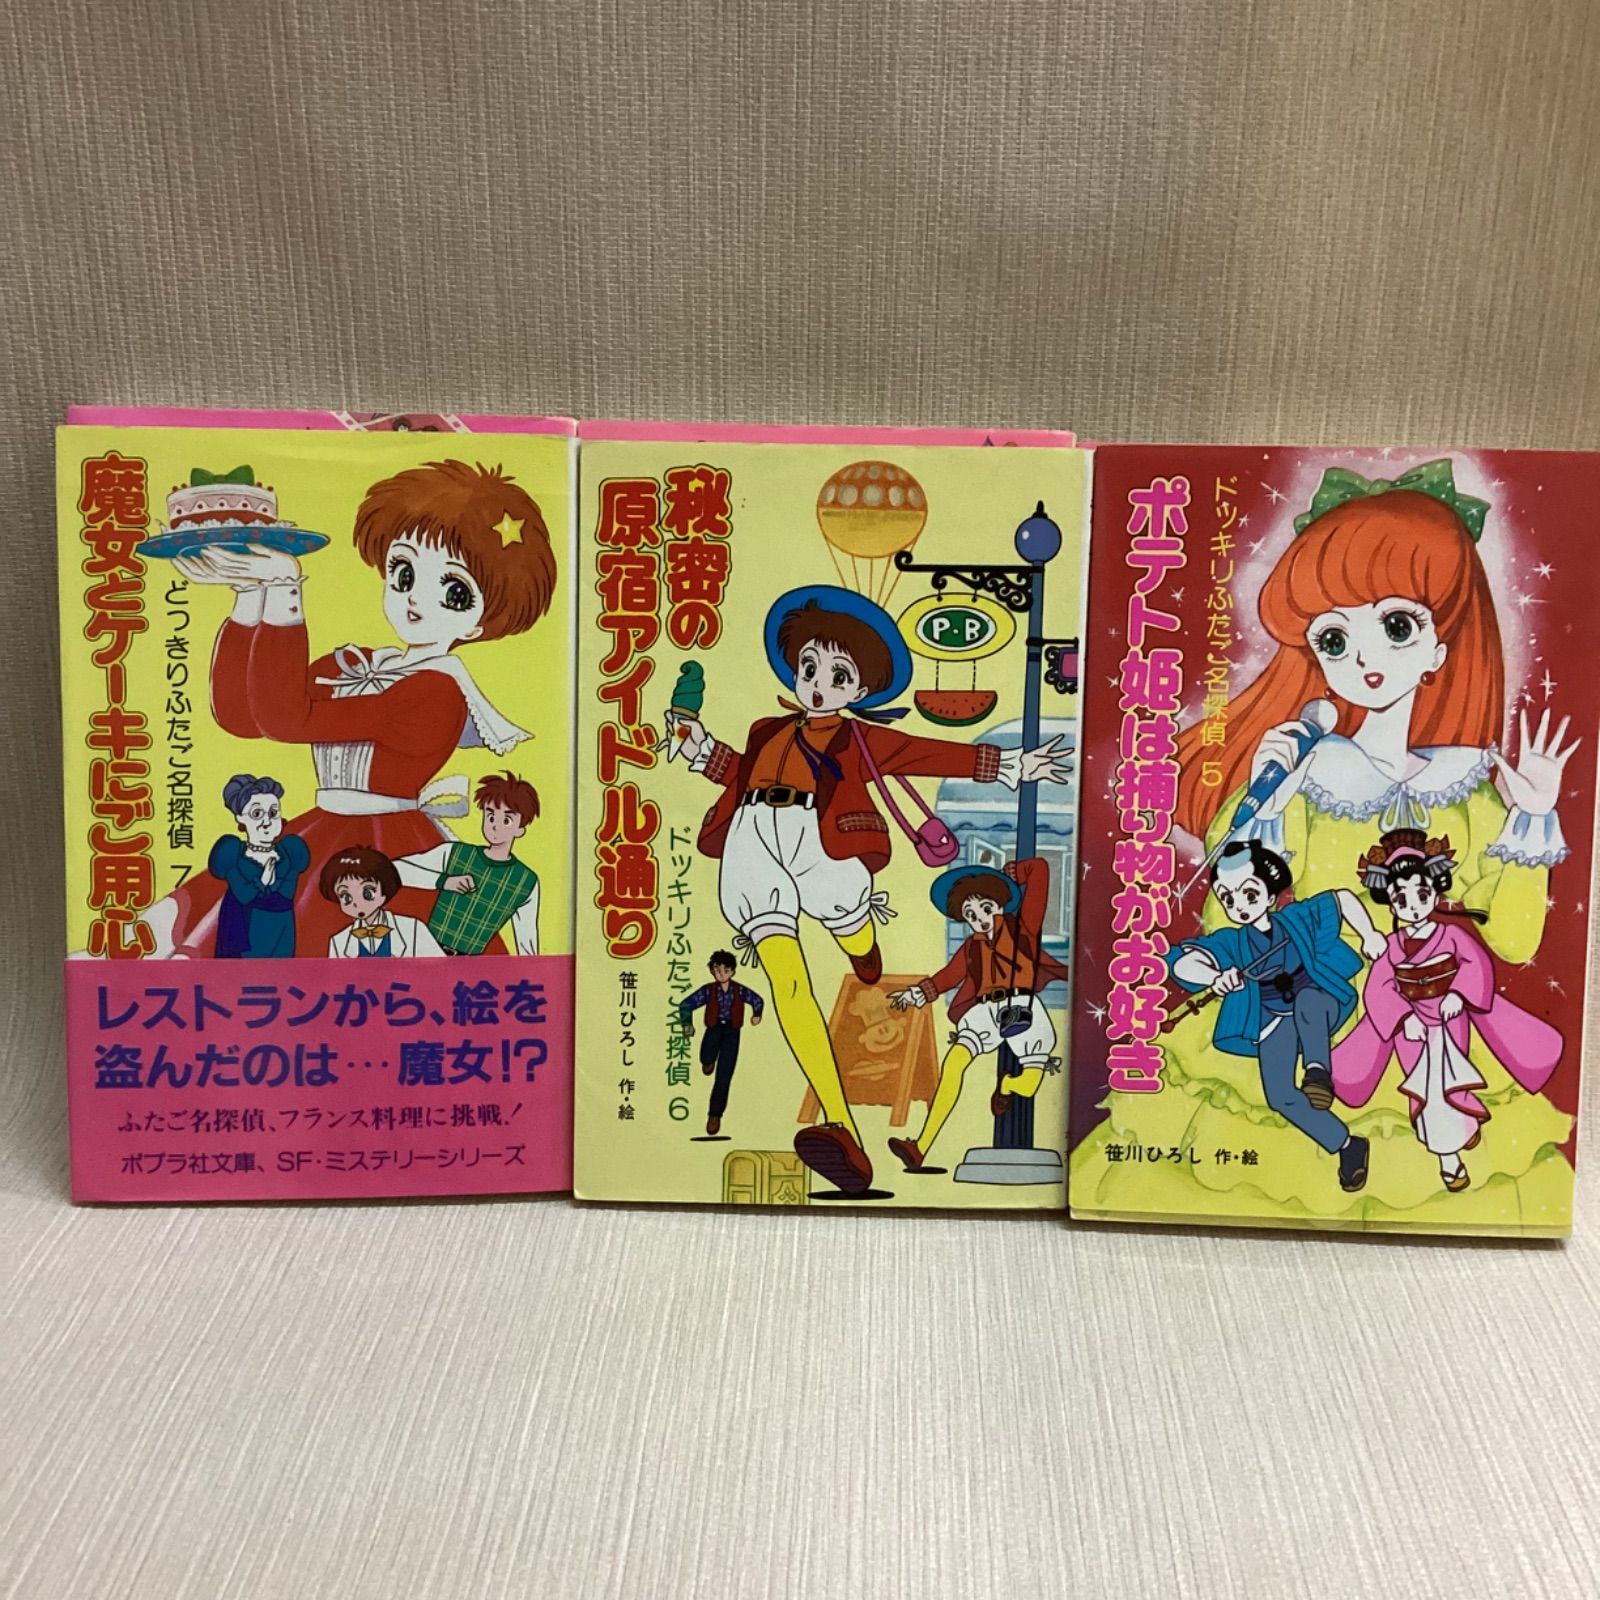 魔女とケーキにご用心
どっきりふたご名探偵 7
レストランから、絵を
盗んだのは…魔女!?
ふたご名探偵、フランス料理に挑戦!
ポプラ社文庫、SF・ミステリーシリーズ
秘密の
原宿アイドル通り
ドッキリふたご名探偵 6
笹川ひろし 作・絵
P・B
ドッキリふたご名探偵 5
ポテト姫は捕り物がお好き
笹川ひろし 作・絵